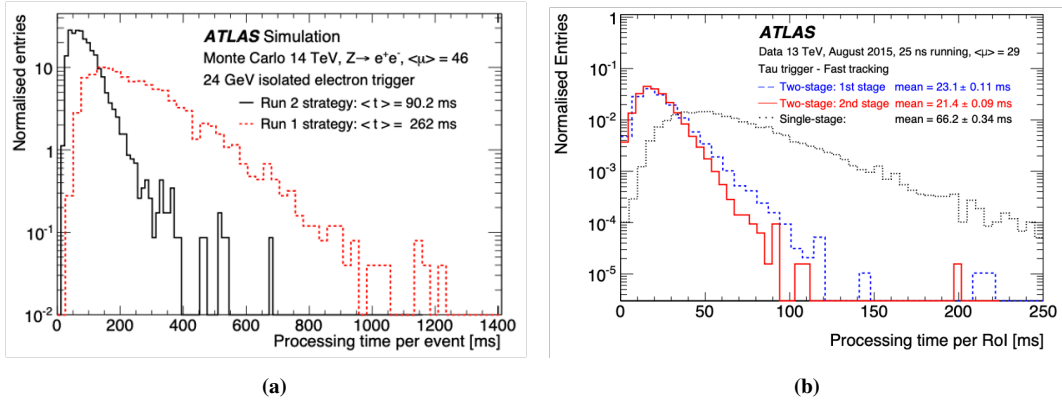 ATLAS Simulation
Monte Carlo 14 TeV, Z→ e⁺e⁻, <μ> = 46
24 GeV isolated electron trigger
Run 2 strategy: < t > = 90.2 ms
Run 1 strategy: < t > = 262 ms
Normalised entries
10
1
10⁻¹
10⁻²
0 200 400 600 800 1000 1200 1400
Processing time per event [ms]
(a)
ATLAS
Data 13 TeV, August 2015, 25 ns running, <μ> = 29
Tau trigger - Fast tracking
Two-stage: 1st stage mean = 23.1 ± 0.11 ms
Two-stage: 2nd stage mean = 21.4 ± 0.09 ms
Single-stage: mean = 66.2 ± 0.34 ms
Normalised Entries
1
10⁻¹
10⁻²
10⁻³
10⁻⁴
10⁻⁵
0 50 100 150 200 250
Processing time per RoI [ms]
(b)